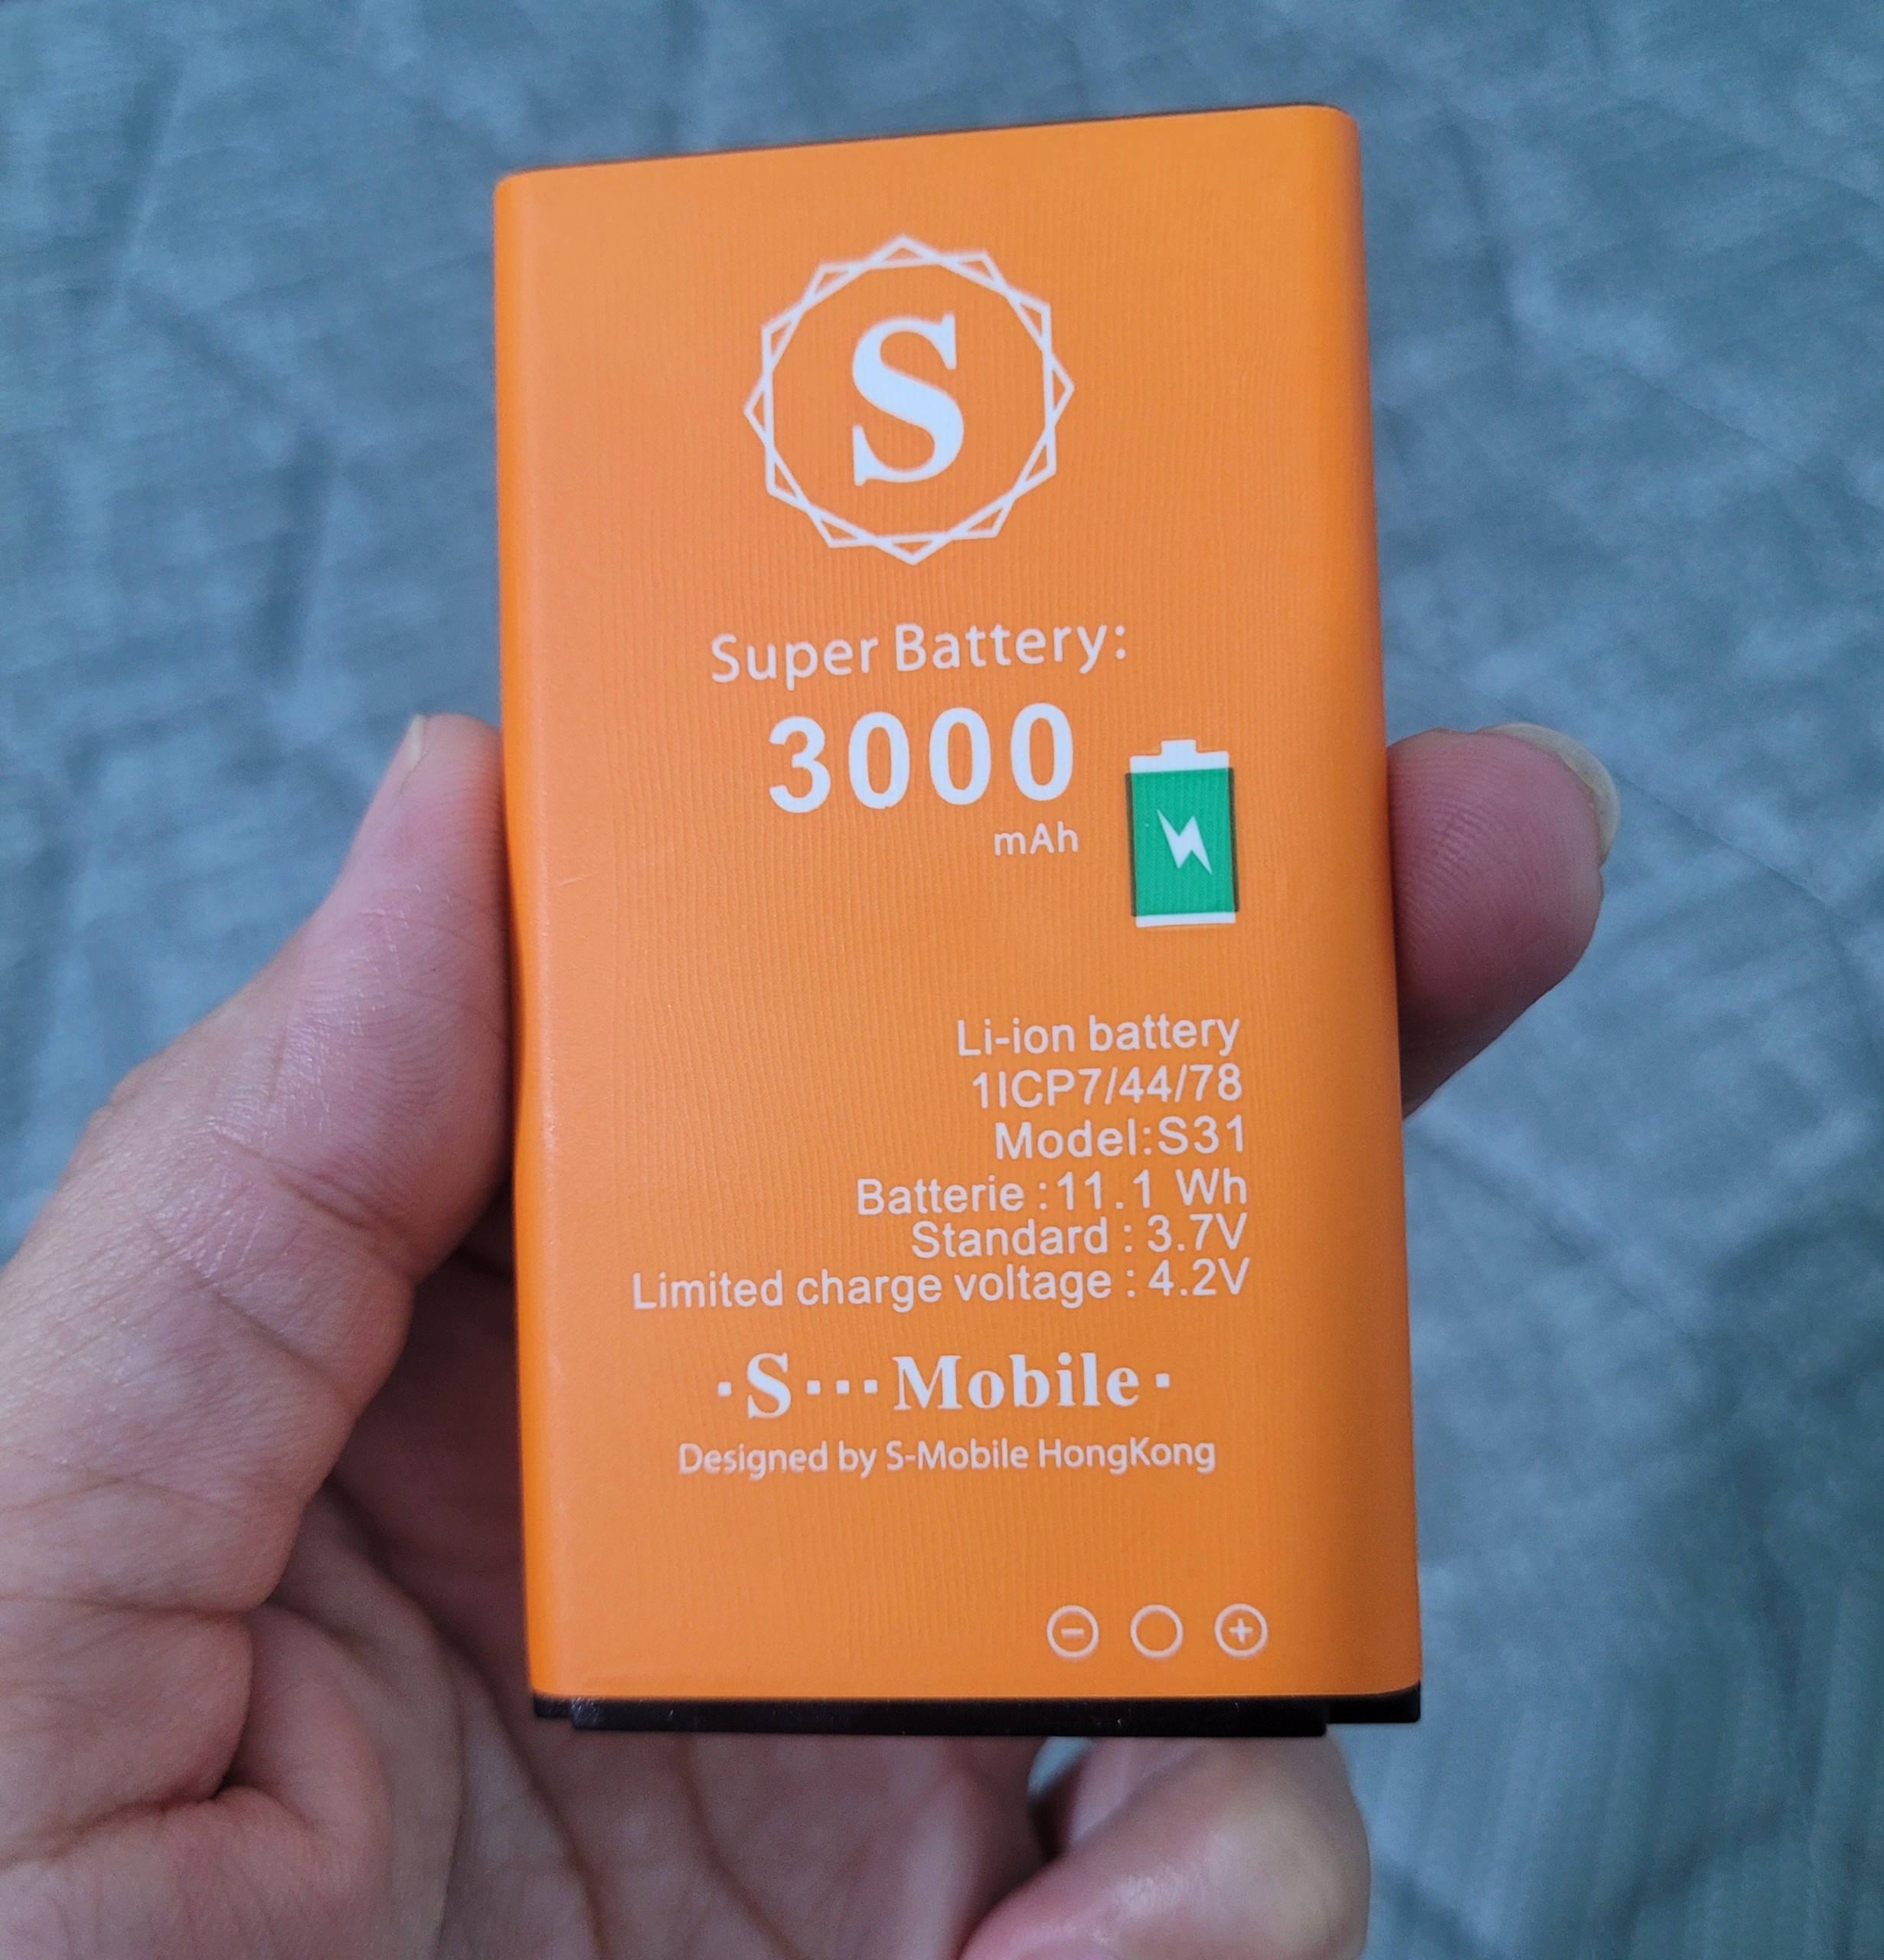 S
Super Battery:
3000
mAh
Li-ion battery
1ICP7/44/78
Model:S31
Batterie :11.1 Wh
Standard : 3.7V
Limited charge voltage : 4.2V
·S···Mobile·
Designed by S-Mobile HongKong
⊖ ○ ⊕